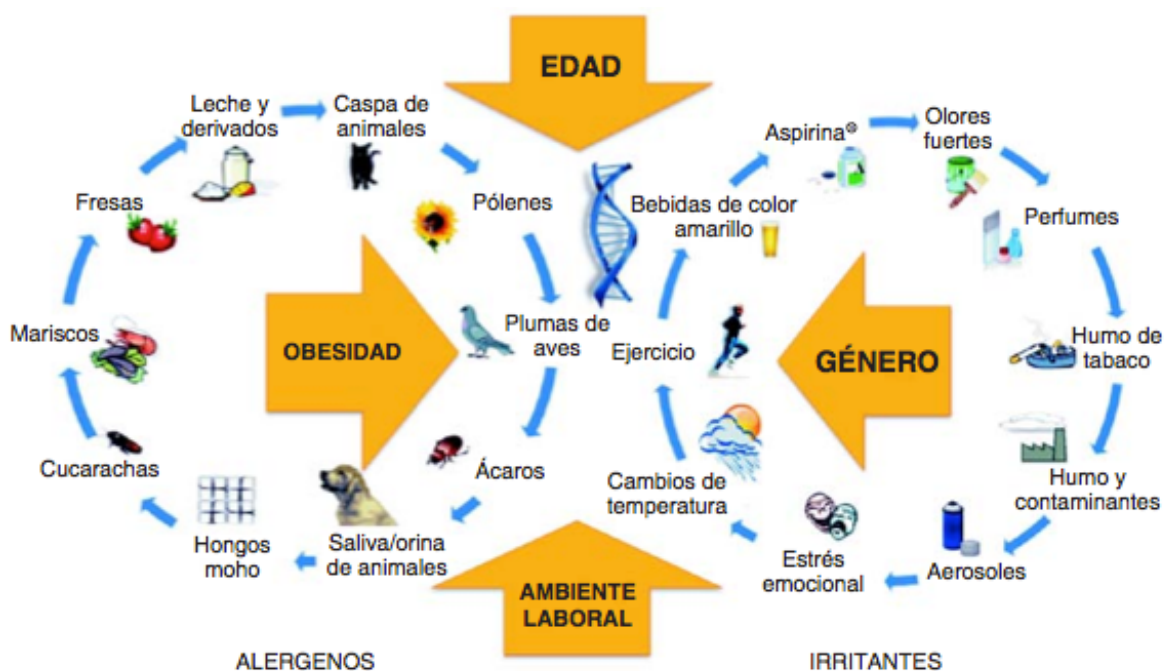 EDAD
Leche y
derivados
Caspa de
animales
Pólenes
Plumas de
aves
Ácaros
Saliva/orina
de animales
Hongos
moho
Cucarachas
Mariscos
Fresas
OBESIDAD
ALERGENOS
Aspirina®
Olores
fuertes
Perfumes
Humo de
tabaco
Humo y
contaminantes
Aerosoles
Estrés
emocional
Cambios de
temperatura
Ejercicio
Bebidas de color
amarillo
GÉNERO
AMBIENTE
LABORAL
IRRITANTES